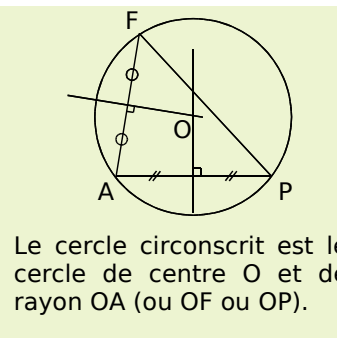 F
O
A
P
Le cercle circonscrit est le
cercle de centre O et de
rayon OA (ou OF ou OP).